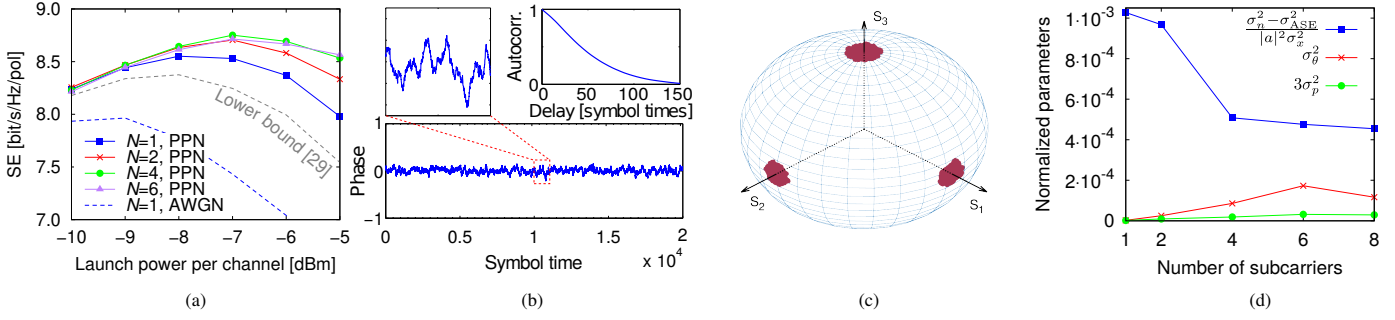 (a)
SE [bit/s/Hz/pol]
9.0
8.5
8.0
7.5
7.0
Lower bound [29]
N=1, PPN
N=2, PPN
N=4, PPN
N=6, PPN
N=1, AWGN
−10 −9 −8 −7 −6 −5
Launch power per channel [dBm]
(a)
(b)
Autocorr.
1
0
0 50 100 150
Delay [symbol times]
Phase
1
0
−1
0 0.5 1 1.5 2
Symbol time
x 10^4
(b)
(c)
S3
S2
S1
(c)
(d)
Normalized parameters
1·10^-3
8·10^-4
6·10^-4
4·10^-4
2·10^-4
0
σ_n^2−σ_ASE^2 / |a|^2σ_x^2
σ_θ^2
3σ_p^2
1 2 4 6 8
Number of subcarriers
(d)